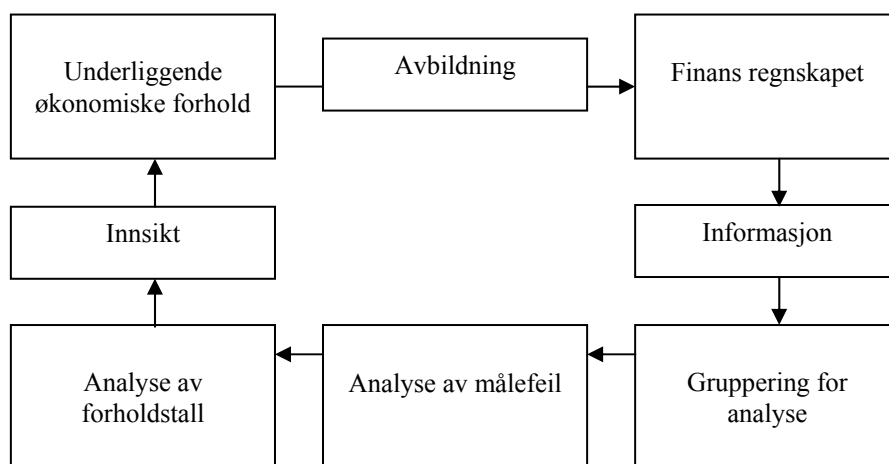 Underliggende
økonomiske forhold
Avbildning
Finans regnskapet
Innsikt
Informasjon
Analyse av
forholdstall
Analyse av målefeil
Gruppering for
analyse